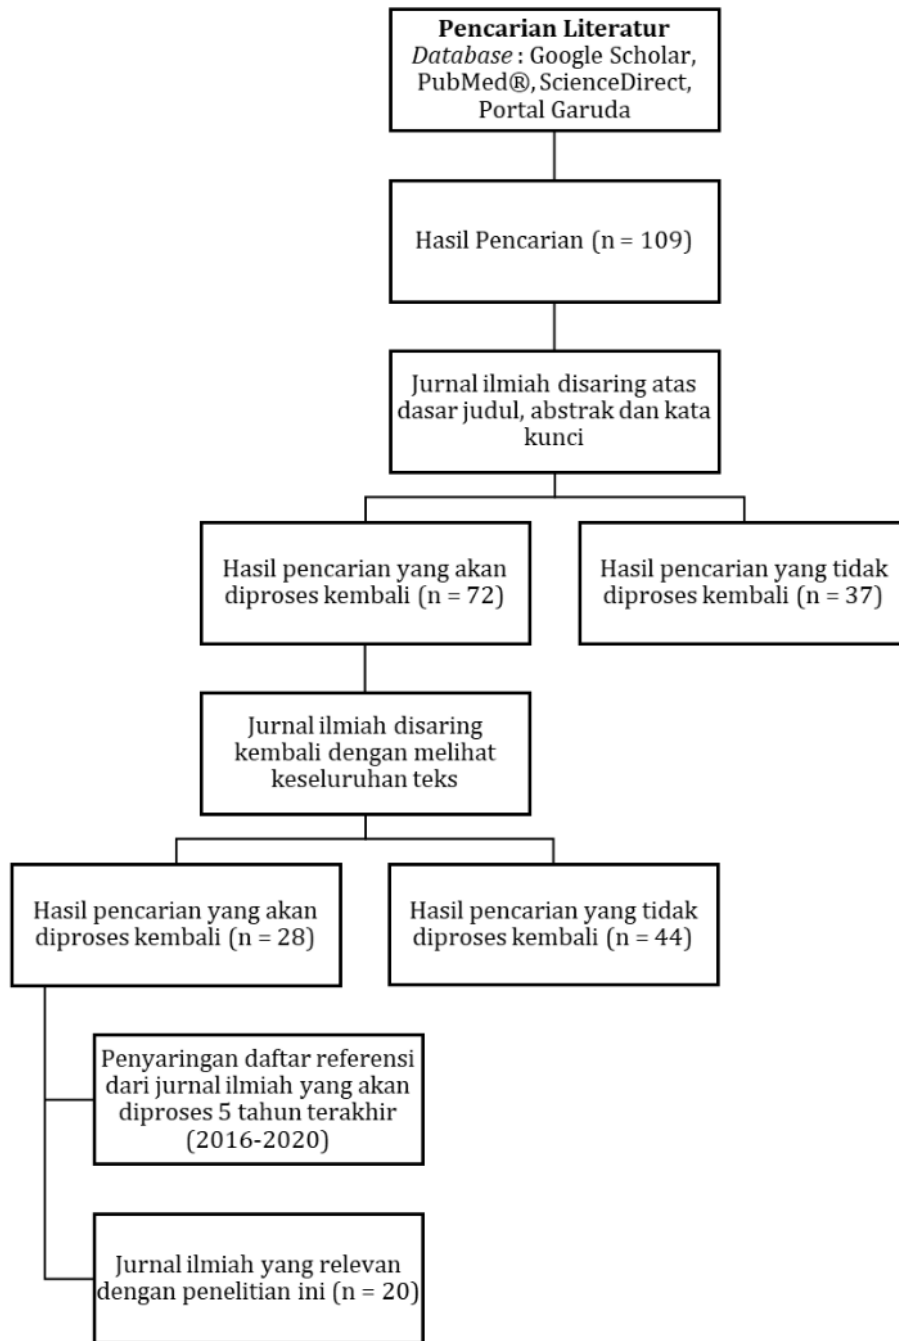 Pencarian Literatur
Database : Google Scholar,
PubMed®, ScienceDirect,
Portal Garuda
Hasil Pencarian (n = 109)
Jurnal ilmiah disaring atas
dasar judul, abstrak dan kata
kunci
Hasil pencarian yang akan
diproses kembali (n = 72)
Hasil pencarian yang tidak
diproses kembali (n = 37)
Jurnal ilmiah disaring
kembali dengan melihat
keseluruhan teks
Hasil pencarian yang akan
diproses kembali (n = 28)
Hasil pencarian yang tidak
diproses kembali (n = 44)
Penyaringan daftar referensi
dari jurnal ilmiah yang akan
diproses 5 tahun terakhir
(2016-2020)
Jurnal ilmiah yang relevan
dengan penelitian ini (n = 20)